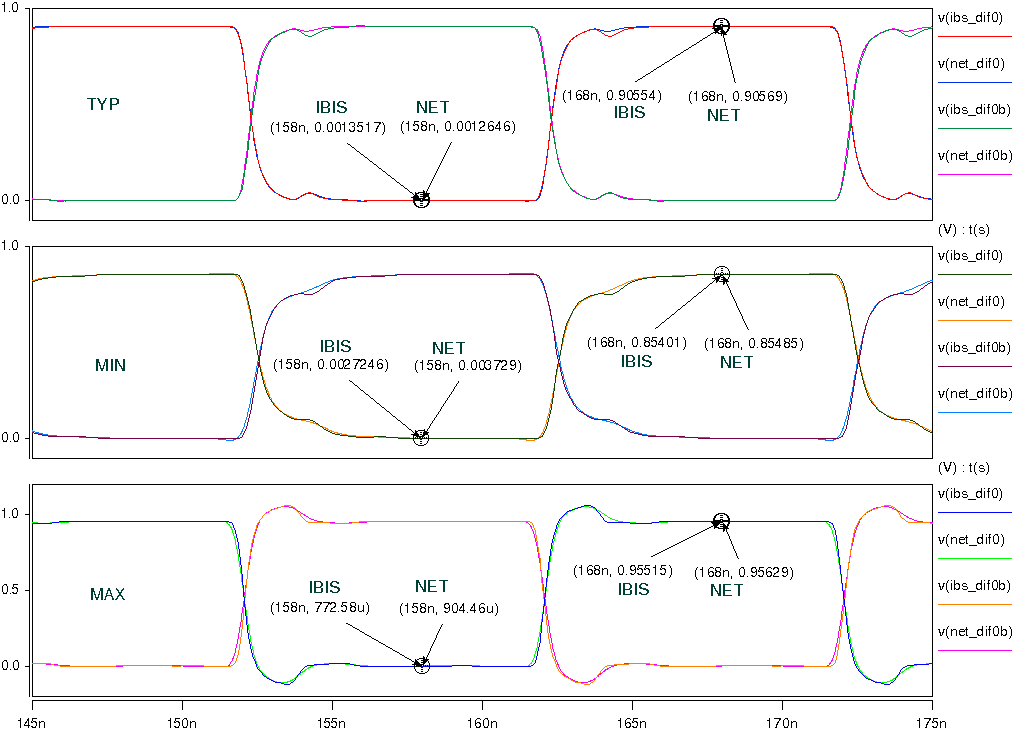 1.0
v(ibs_dif0)
v(net_dif0)
(168n, 0.90554) (168n, 0.90569)
TYP IBIS NET IBIS NET v(ibs_dif0b)
(158n, 0.0013517) (158n, 0.0012646)
v(net_dif0b)
0.0
(V) : t(s)
1.0
v(ibs_dif0)
v(net_dif0)
(168n, 0.85401) (168n, 0.85485)
IBIS NET v(ibs_dif0b)
MIN (158n, 0.0027246) (158n, 0.003729) IBIS NET
v(net_dif0b)
0.0
(V) : t(s)
v(ibs_dif0)
1.0
v(net_dif0)
(168n, 0.95515) (168n, 0.95629)
0.5 IBIS NET IBIS NET v(ibs_dif0b)
MAX
(158n, 772.58u) (158n, 904.46u)
v(net_dif0b)
0.0
145n 150n 155n 160n 165n 170n 175n